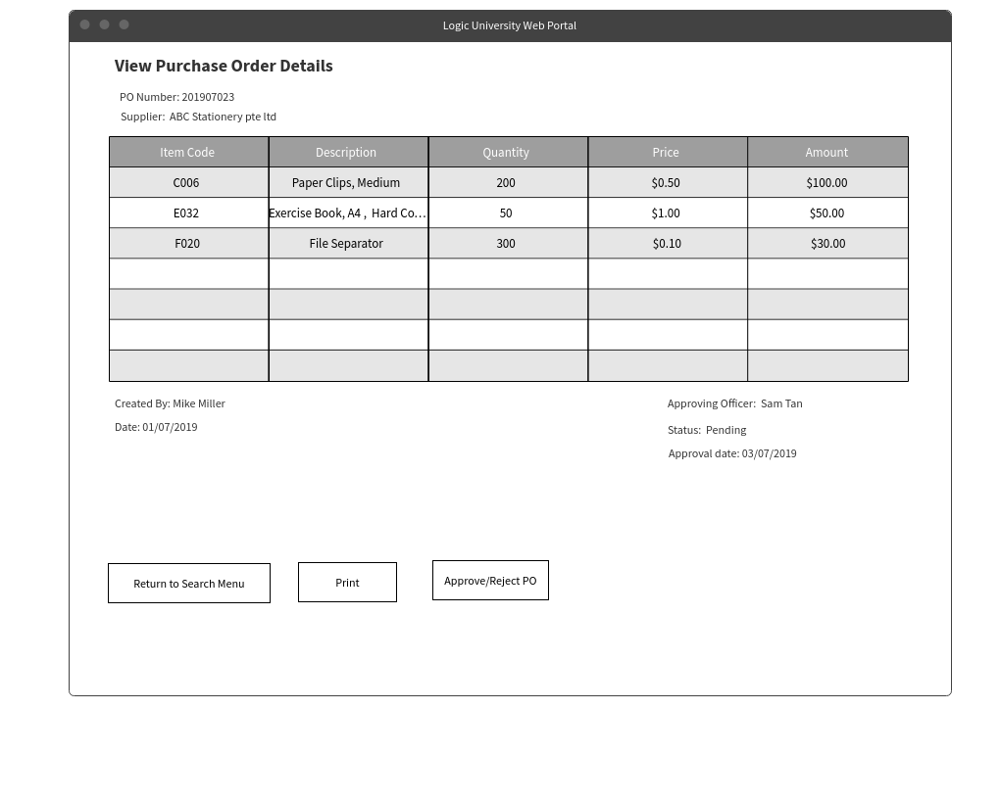 Logic University Web Portal
View Purchase Order Details
PO Number: 201907023
Supplier:  ABC Stationery pte ltd
Item Code Description Quantity Price Amount
C006 Paper Clips, Medium 200 $0.50 $100.00
E032 Exercise Book, A4 ,  Hard Co… 50 $1.00 $50.00
F020 File Separator 300 $0.10 $30.00
Created By: Mike Miller
Approving Officer:  Sam Tan
Date: 01/07/2019
Status:  Pending
Approval date: 03/07/2019
Return to Search Menu
Print
Approve/Reject PO